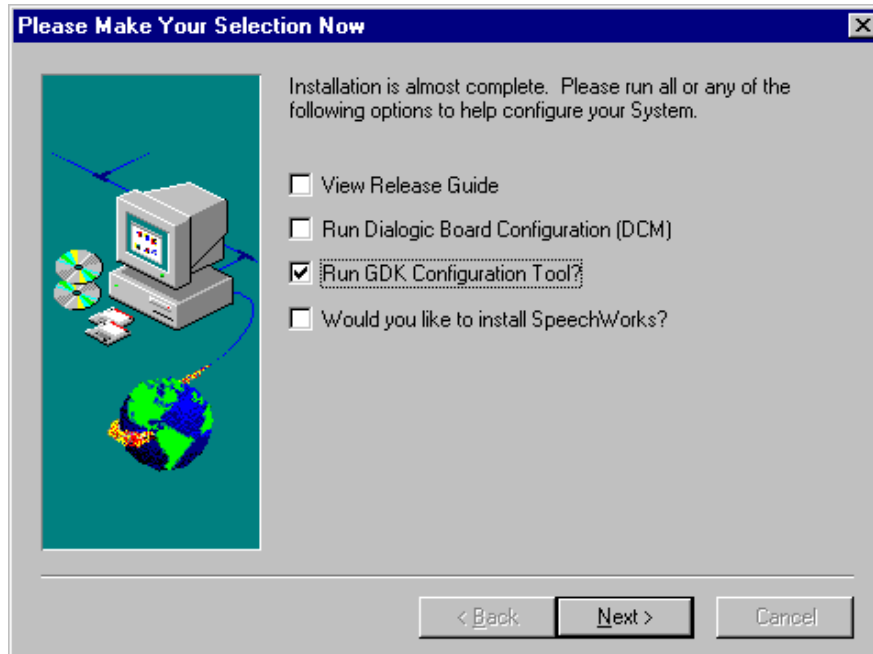 Please Make Your Selection Now
Installation is almost complete.  Please run all or any of the
following options to help configure your System.
View Release Guide
Run Dialogic Board Configuration (DCM)
Run GDK Configuration Tool?
Would you like to install SpeechWorks?
< Back
Next >
Cancel